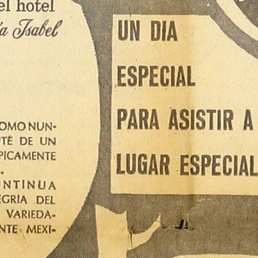 el hotel
a Isabel
OMO NUN-
UTÉ DE UN
PICAMENTE
NTINUA
EGRIA DEL
VARIEDA-
NTE MEXI-
UN DIA
ESPECIAL
PARA ASISTIR A
LUGAR ESPECIAL